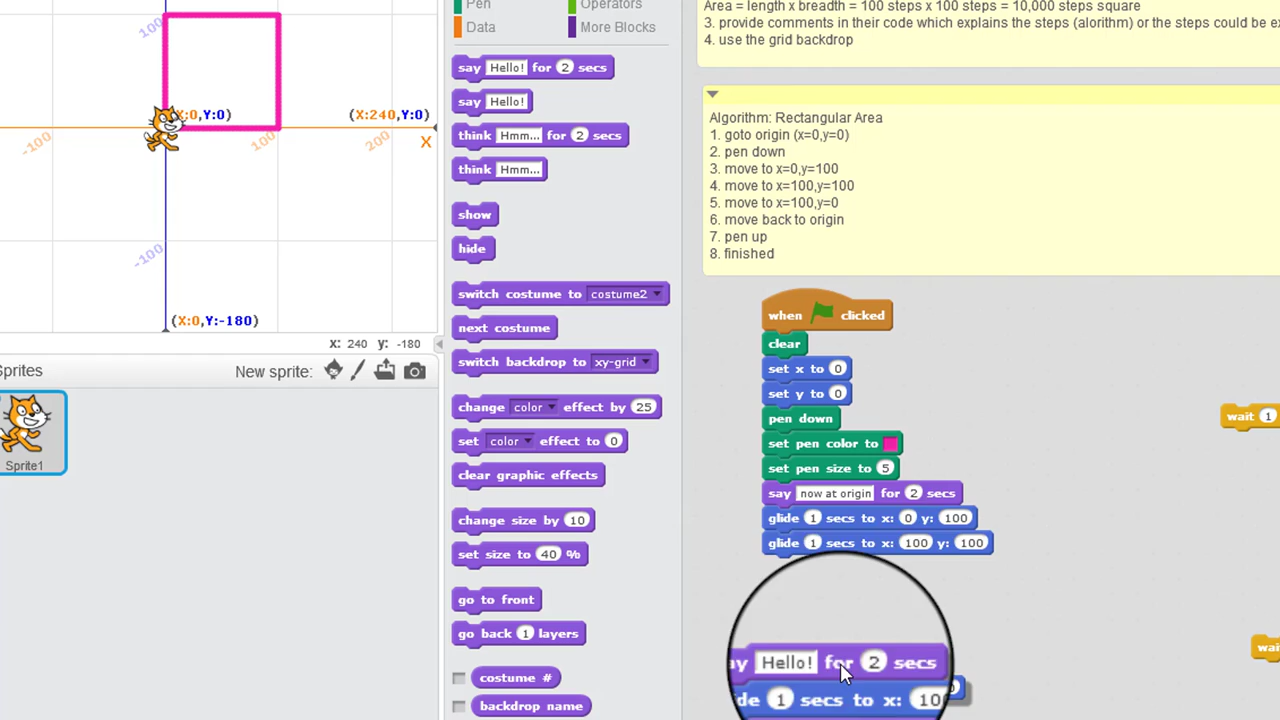 100
X:0,Y:0)
(X:240,Y:0)
X
-100
100
200
-100
(X:0,Y:-180)
x: 240 y: -180
Sprites
New sprite:
Sprite1
Pen
Operators
Data
More Blocks
say Hello! for 2 secs
say Hello!
think Hmm... for 2 secs
think Hmm...
show
hide
switch costume to costume2
next costume
switch backdrop to xy-grid
change color effect by 25
set color effect to 0
clear graphic effects
change size by 10
set size to 40 %
go to front
go back 1 layers
costume #
backdrop name
Area = length x breadth = 100 steps x 100 steps = 10,000 steps square
3. provide comments in their code which explains the steps (alorithm) or the steps could be
4. use the grid backdrop
Algorithm: Rectangular Area
1. goto origin (x=0,y=0)
2. pen down
3. move to x=0,y=100
4. move to x=100,y=100
5. move to x=100,y=0
6. move back to origin
7. pen up
8. finished
when clicked
clear
set x to 0
set y to 0
pen down
set pen color to
set pen size to 5
say now at origin for 2 secs
glide 1 secs to x: 0 y: 100
glide 1 secs to x: 100 y: 100
ay Hello! for 2 secs
de 1 secs to x: 10
wait 1
wai